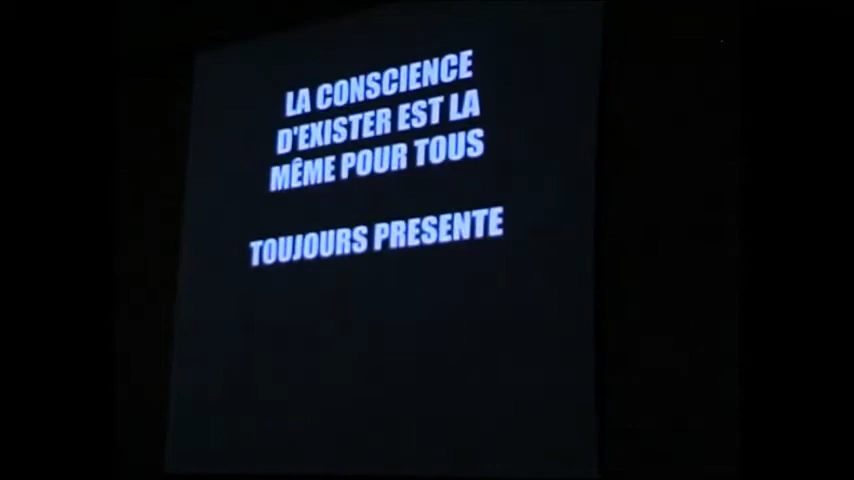 LA CONSCIENCE
D'EXISTER EST LA
MÊME POUR TOUS
TOUJOURS PRESENTE